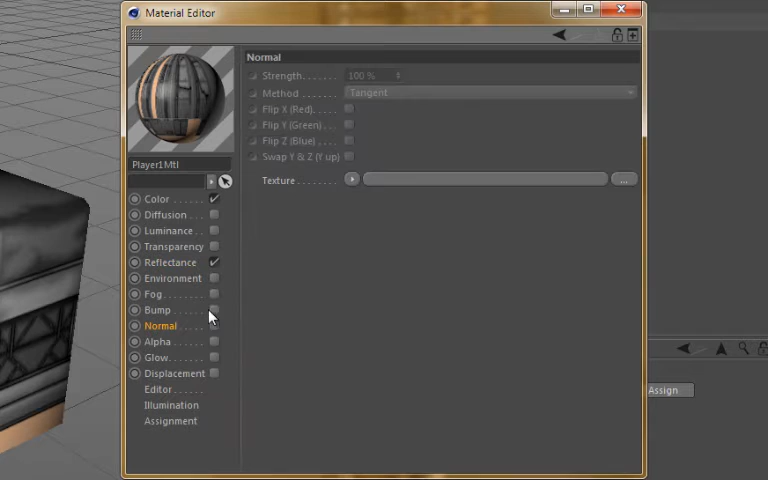 Material Editor
Normal
Strength. . . . . . . 100 %
Method . . . . . . . . Tangent
Flip X (Red). . . . .
Flip Y (Green) . . .
Flip Z (Blue) . . . .
Swap Y & Z (Y up)
Texture . . . . . . . . ...
Player1Mtl
Color . . . . . . .
Diffusion . . . .
Luminance . .
Transparency
Reflectance .
Environment
Fog. . . . . . . .
Bump . . . . . .
Normal . . . . .
Alpha . . . . . .
Glow. . . . . . .
Displacement
Editor . . . . . .
Illumination
Assignment
Assign